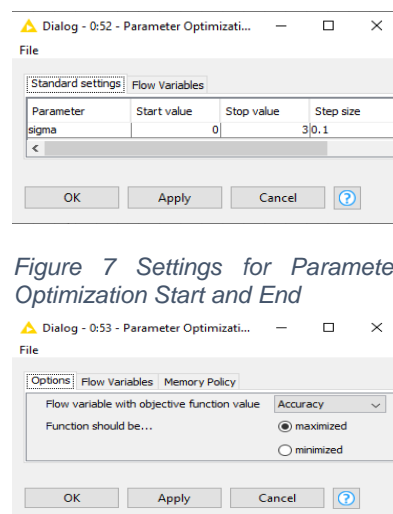 Dialog - 0:52 - Parameter Optimizati...
File
Standard settings Flow Variables
Parameter Start value Stop value Step size
sigma 0 3 0.1
<
OK Apply Cancel ?
Figure 7 Settings for Paramete
Optimization Start and End
Dialog - 0:53 - Parameter Optimizati...
File
Options Flow Variables Memory Policy
Flow variable with objective function value Accuracy
Function should be... maximized
minimized
OK Apply Cancel ?